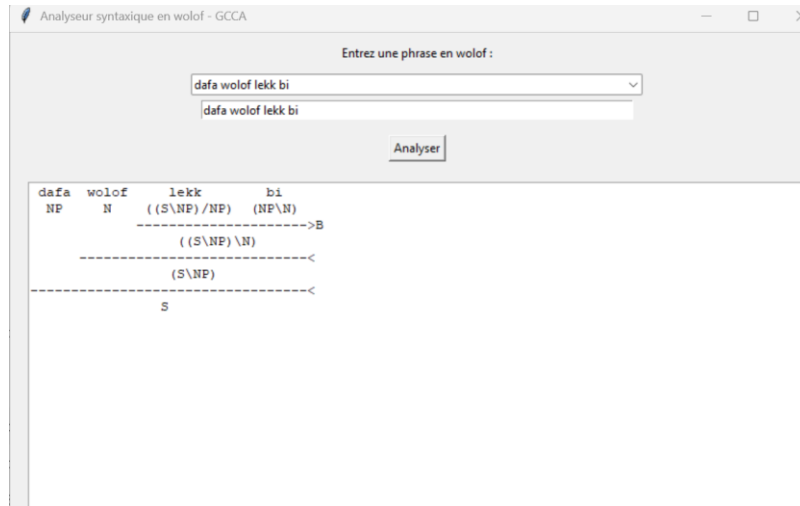 Analyseur syntaxique en wolof - GCCA
Entrez une phrase en wolof :
dafa wolof lekk bi
dafa wolof lekk bi
Analyser
dafa wolof lekk bi
NP N ((S\NP)/NP) (NP\N)
--------------------->B
((S\NP)\N)
----------------------------<
(S\NP)
----------------------------------<
S